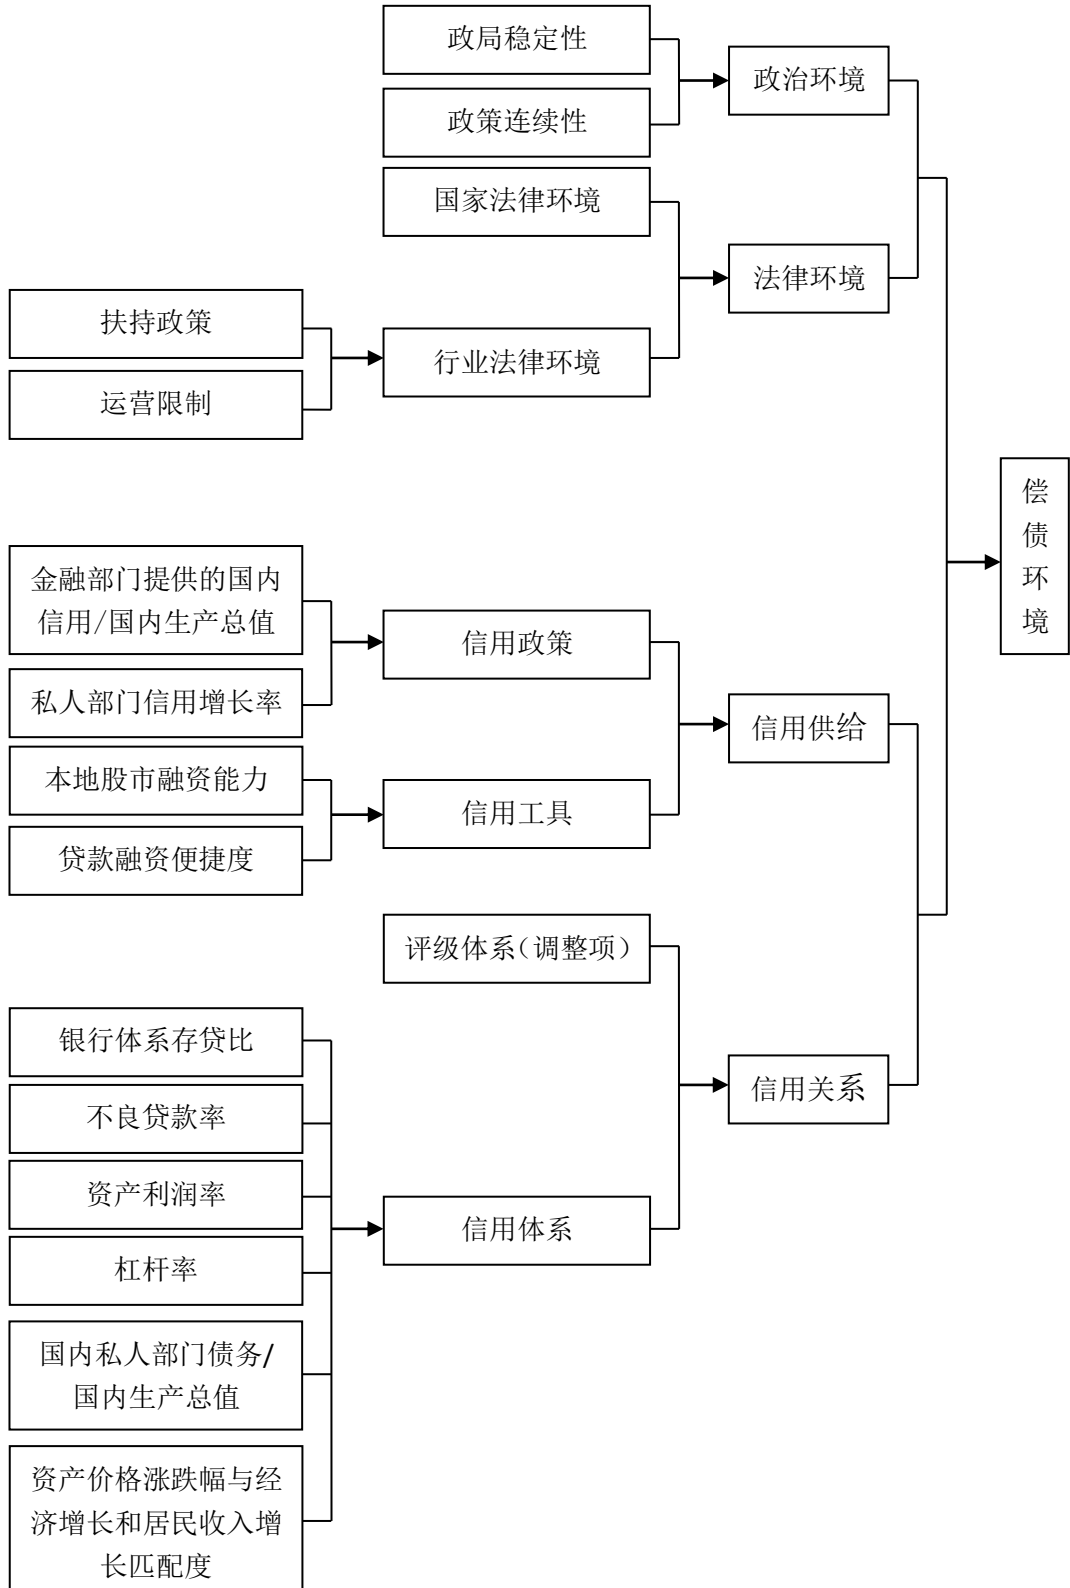 政局稳定性
政治环境
政策连续性
国家法律环境
法律环境
扶持政策
行业法律环境
运营限制
偿
债
环
境
金融部门提供的国内
信用/国内生产总值
信用政策
私人部门信用增长率
信用供给
本地股市融资能力
信用工具
贷款融资便捷度
评级体系（调整项）
银行体系存贷比
信用关系
不良贷款率
资产利润率
信用体系
杠杆率
国内私人部门债务/
国内生产总值
资产价格涨跌幅与经
济增长和居民收入增
长匹配度